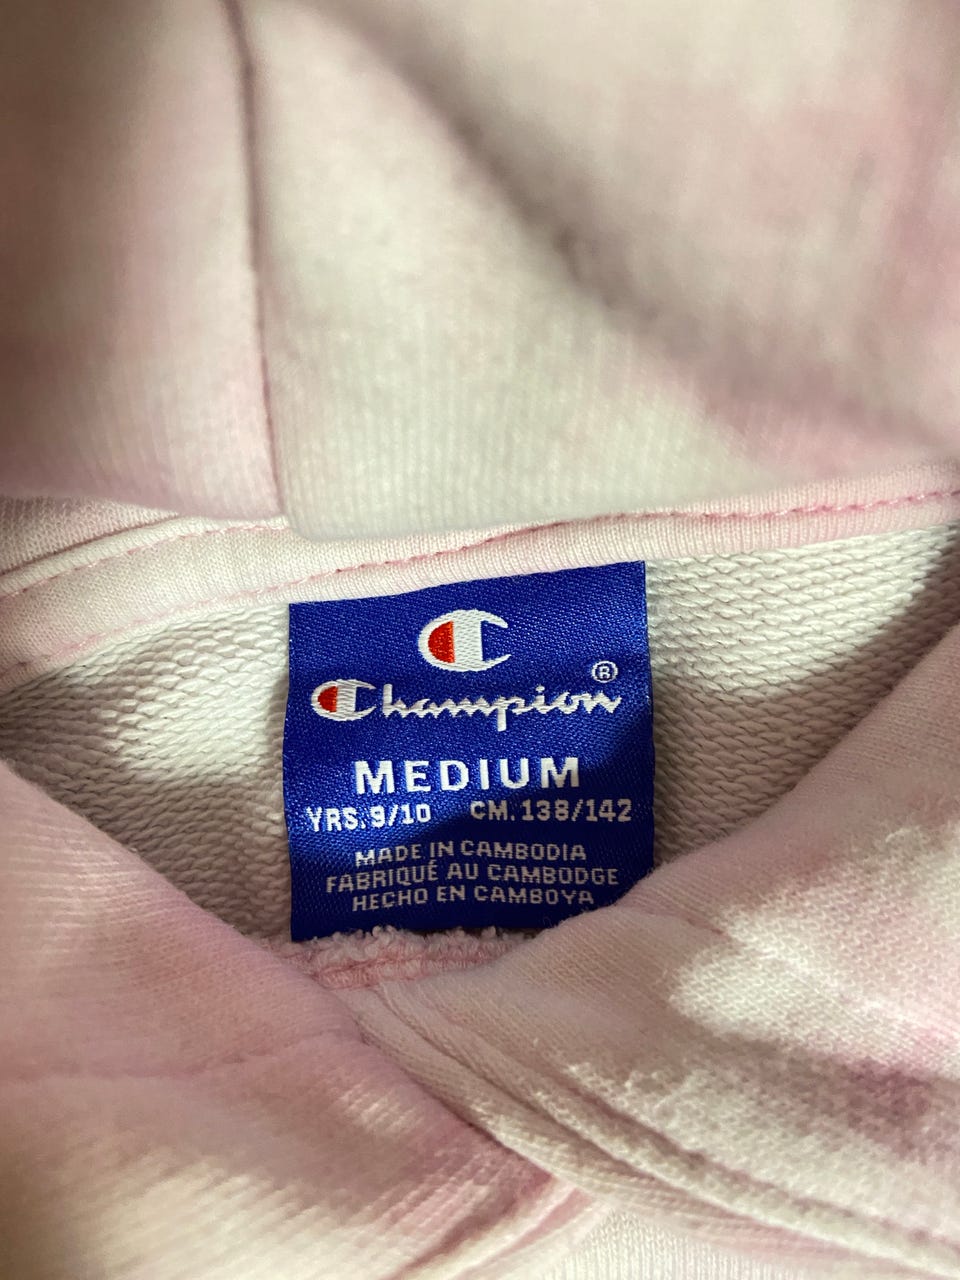 Champion®
MEDIUM
YRS. 9/10 CM. 138/142
MADE IN CAMBODIA
FABRIQUÉ AU CAMBODGE
HECHO EN CAMBOYA